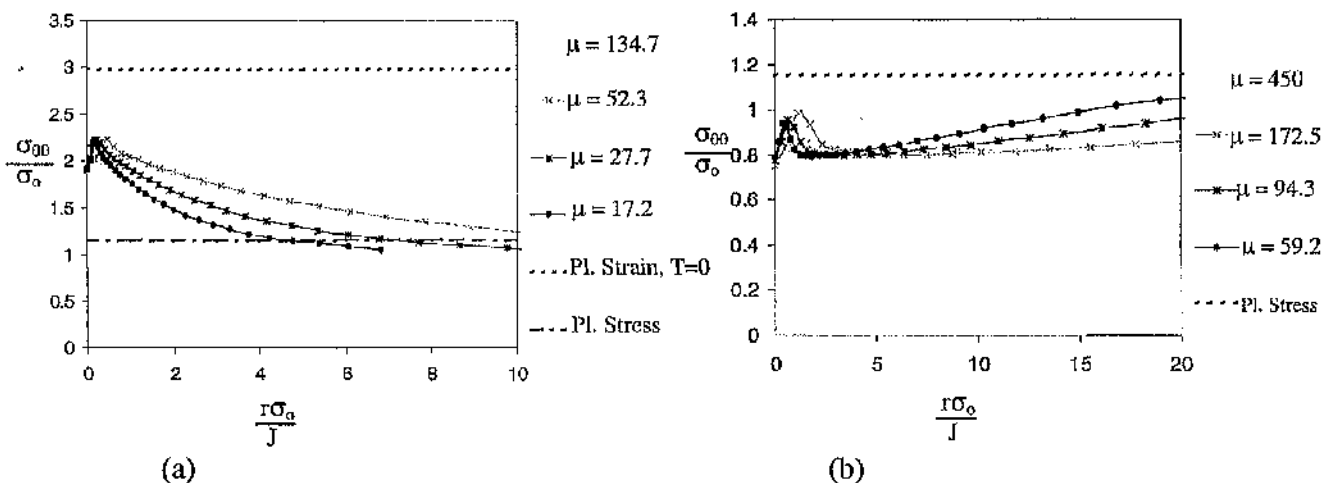 3.5
3
2.5
2
1.5
1
0.5
0
0 2 4 6 8 10
σθθ
σo
rσo
J
μ = 134.7
μ = 52.3
μ = 27.7
μ = 17.2
Pl. Strain, T=0
Pl. Stress
(a)
1.4
1.2
1
0.8
0.6
0.4
0.2
0
0 5 10 15 20
σθθ
σo
rσo
J
μ = 450
μ = 172.5
μ = 94.3
μ = 59.2
Pl. Stress
(b)